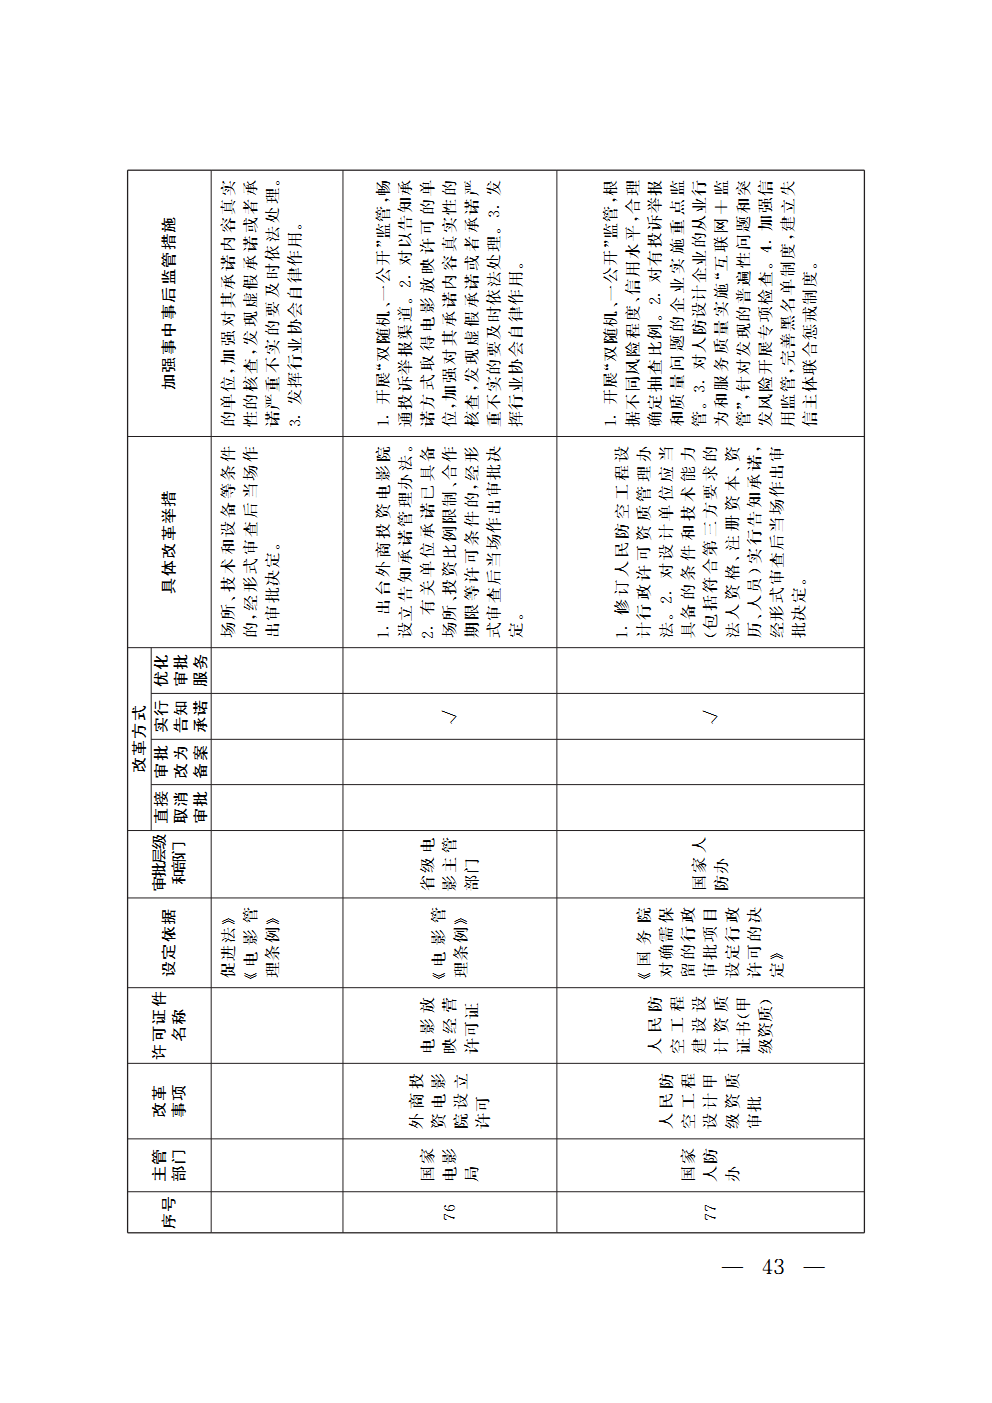 序号
主管
部门
改革
事项
许可证件
名称
设定依据
审批层级
和部门
改革方式
直接
取消
审批
审批
改为
备案
实行
告知
承诺
优化
审批
服务
具体改革举措
加强事中事后监管措施
促进法》
《电影管
理条例》
场所、技术和设备等条件
的,经形式审查后当场作
出审批决定。
的单位,加强对其承诺内容真实
性的核查,发现虚假承诺或者承
诺严重不实的要及时依法处理。
3. 发挥行业协会自律作用。
76
国家
电影
局
外商投
资电影
院设立
许可
电影放
映经营
许可证
《电影管
理条例》
省级电
影主管
部门
√
1. 出台外商投资电影院
设立告知承诺管理办法。
2. 有关单位承诺已具备
场所、投资比例限制、合作
期限等许可条件的,经形
式审查后当场作出审批决
定。
1. 开展“双随机、一公开”监管,畅
通投诉举报渠道。2. 对以告知承
诺方式取得电影放映许可的单
位,加强对其承诺内容真实性的
核查,发现虚假承诺或者承诺严
重不实的要及时依法处理。3. 发
挥行业协会自律作用。
77
国家
人防
办
人民防
空工程
设计甲
级资质
审批
人民防
空工程
建设设
计资质
证书(甲
级资质)
《国务院
对确需保
留的行政
审批项目
设定行政
许可的决
定》
国家人
防办
√
1. 修订人民防空工程设
计行政许可资质管理办
法。2. 对设计单位应当
具备的条件和技术能力
(包括符合第三方要求的
法人资格、注册资本、资
历、人员)实行告知承诺,
经形式审查后当场作出审
批决定。
1. 开展“双随机、一公开”监管,根
据不同风险程度、信用水平,合理
确定抽查比例。2. 对有投诉举报
和质量问题的企业实施重点监
管。3. 对人防设计企业的从业行
为和服务质量实施“互联网+监
管”,针对发现的普遍性问题和突
发风险开展专项检查。4. 加强信
用监管,完善黑名单制度,建立失
信主体联合惩戒制度。
— 43 —